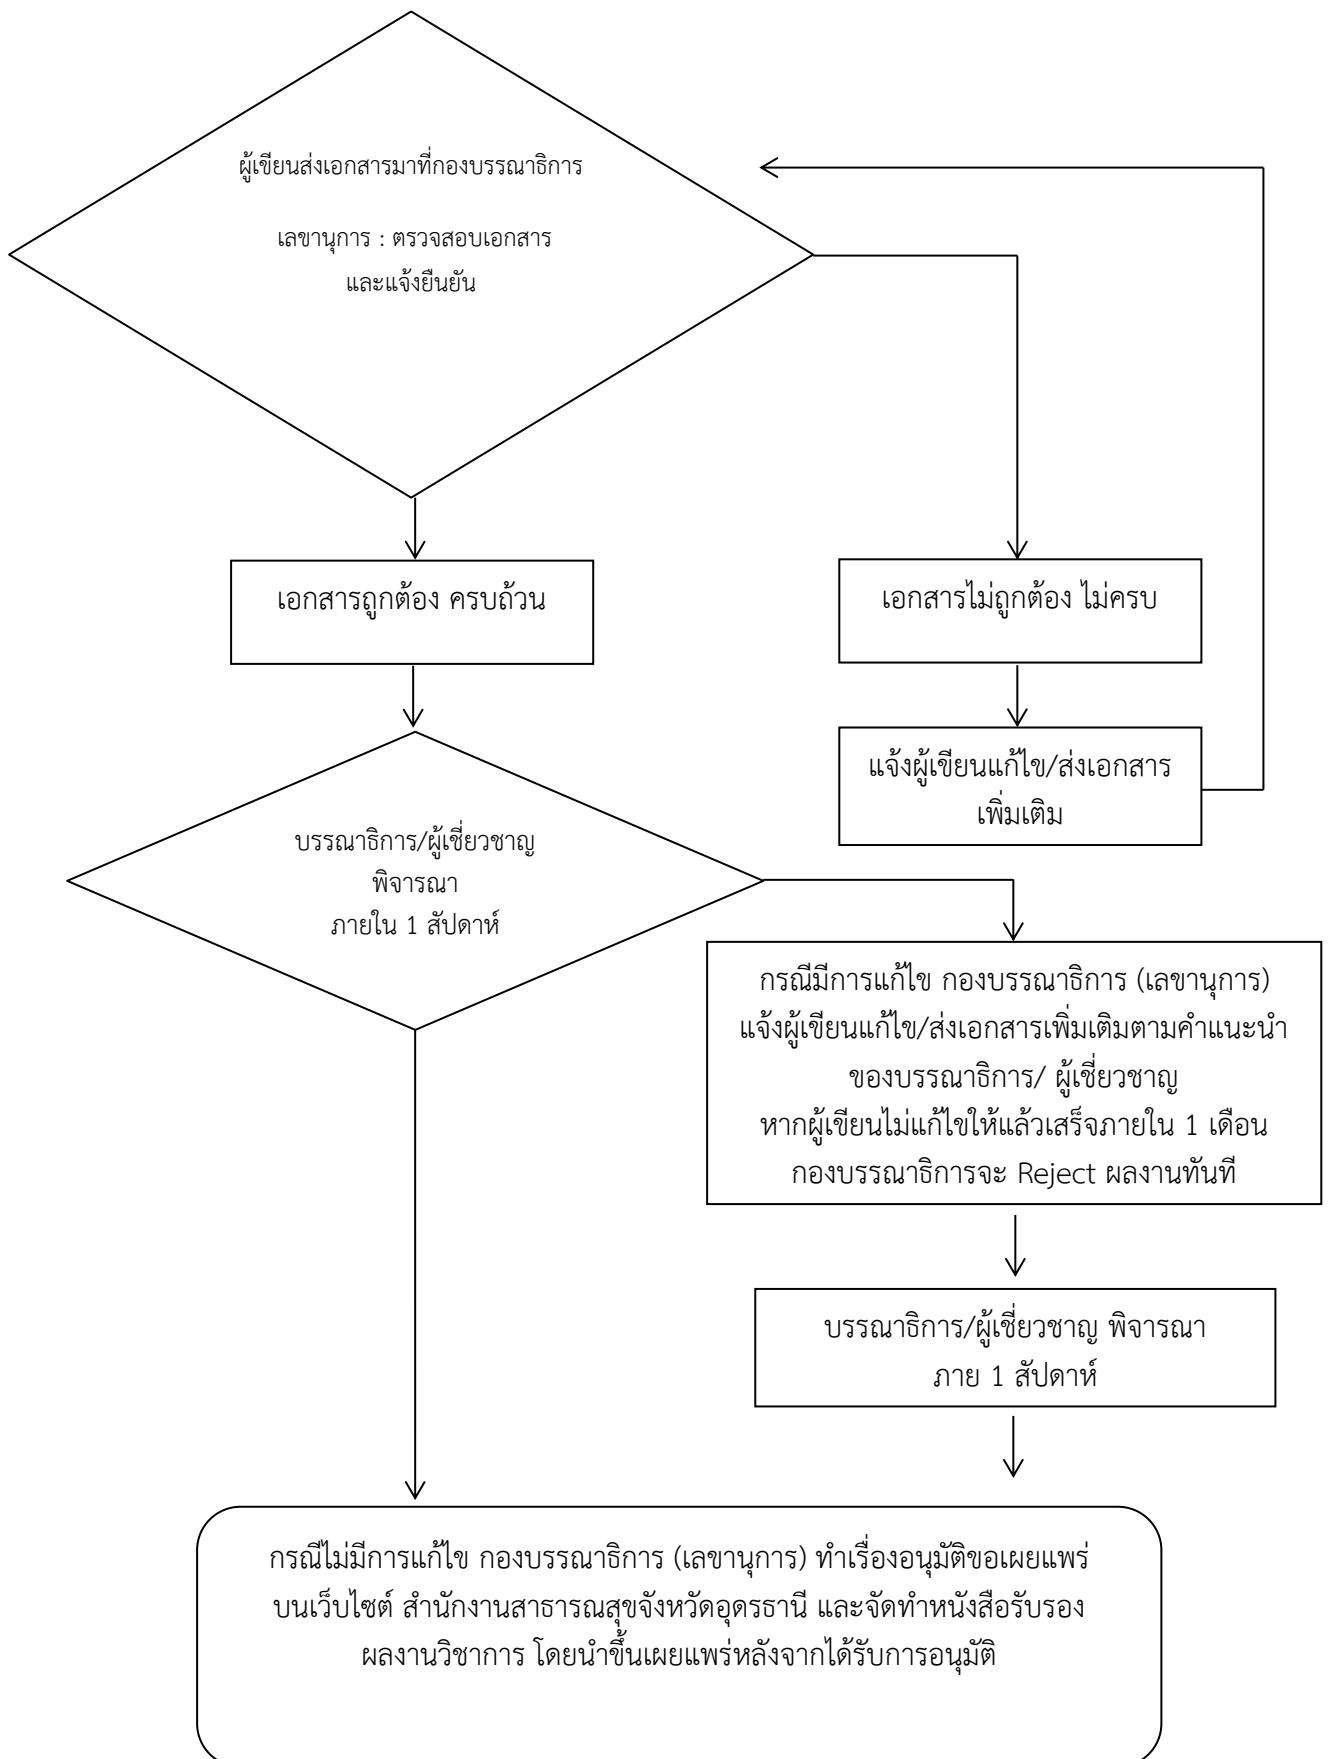 ผู้เขียนส่งเอกสารมาที่กองบรรณาธิการ
เลขานุการ : ตรวจสอบเอกสาร
และแจ้งยืนยัน
เอกสารถูกต้อง ครบถ้วน
เอกสารไม่ถูกต้อง ไม่ครบ
แจ้งผู้เขียนแก้ไข/ส่งเอกสาร
เพิ่มเติม
บรรณาธิการ/ผู้เชี่ยวชาญ
พิจารณา
ภายใน 1 สัปดาห์
กรณีมีการแก้ไข กองบรรณาธิการ (เลขานุการ)
แจ้งผู้เขียนแก้ไข/ส่งเอกสารเพิ่มเติมตามคำแนะนำ
ของบรรณาธิการ/ ผู้เชี่ยวชาญ
หากผู้เขียนไม่แก้ไขให้แล้วเสร็จภายใน 1 เดือน
กองบรรณาธิการจะ Reject ผลงานทันที
บรรณาธิการ/ผู้เชี่ยวชาญ พิจารณา
ภาย 1 สัปดาห์
กรณีไม่มีการแก้ไข กองบรรณาธิการ (เลขานุการ) ทำเรื่องอนุมัติขอเผยแพร่
บนเว็บไซต์ สำนักงานสาธารณสุขจังหวัดอุดรธานี และจัดทำหนังสือรับรอง
ผลงานวิชาการ โดยนำขึ้นเผยแพร่หลังจากได้รับการอนุมัติ